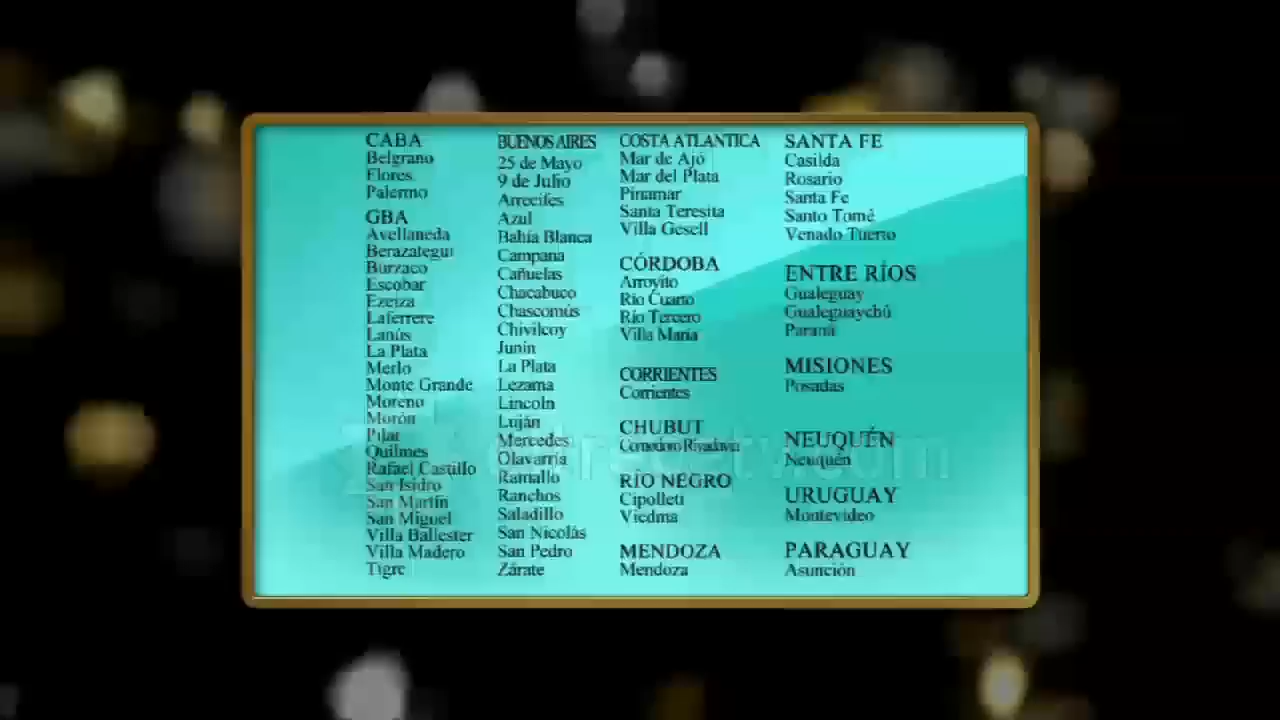 CABA
Belgrano
Flores
Palermo
GBA
Avellaneda
Berazategui
Burzaco
Escobar
Ezeiza
Laferrere
Lanús
La Plata
Merlo
Monte Grande
Moreno
Morón
Pilar
Quilmes
Rafael Castillo
San Isidro
San Martín
San Miguel
Villa Ballester
Villa Madero
Tigre
BUENOS AIRES
25 de Mayo
9 de Julio
Arrecifes
Azul
Bahía Blanca
Campana
Cañuelas
Chacabuco
Chascomús
Chivilcoy
Junín
La Plata
Lezama
Lincoln
Luján
Mercedes
Olavarría
Ramallo
Ranchos
Saladillo
San Nicolás
San Pedro
Zárate
COSTA ATLANTICA
Mar de Ajó
Mar del Plata
Pinamar
Santa Teresita
Villa Gesell
CÓRDOBA
Arroyito
Río Cuarto
Río Tercero
Villa María
CORRIENTES
Corrientes
CHUBUT
Comodoro Rivadavia
RÍO NEGRO
Cipolleti
Viedma
MENDOZA
Mendoza
SANTA FE
Casilda
Rosario
Santa Fe
Santo Tomé
Venado Tuerto
ENTRE RÍOS
Gualeguay
Gualeguaychú
Paraná
MISIONES
Posadas
NEUQUÉN
Neuquén
URUGUAY
Montevideo
PARAGUAY
Asunción